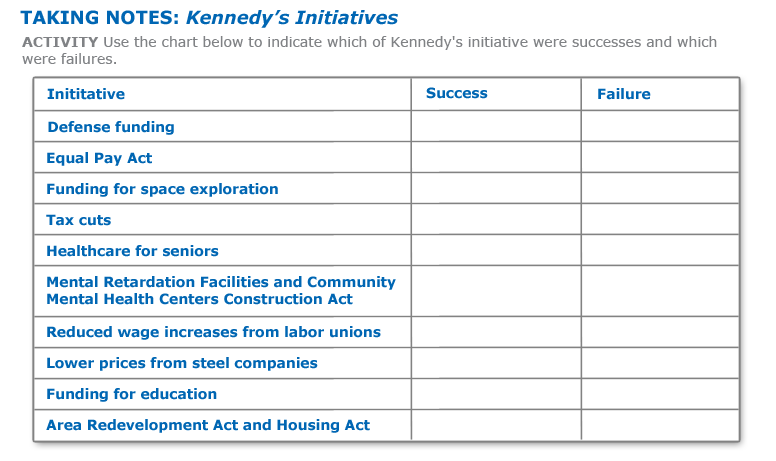 TAKING NOTES: Kennedy's Initiatives
ACTIVITY Use the chart below to indicate which of Kennedy's initiative were successes and which
were failures.
Inititative Success Failure
Defense funding
Equal Pay Act
Funding for space exploration
Tax cuts
Healthcare for seniors
Mental Retardation Facilities and Community
Mental Health Centers Construction Act
Reduced wage increases from labor unions
Lower prices from steel companies
Funding for education
Area Redevelopment Act and Housing Act